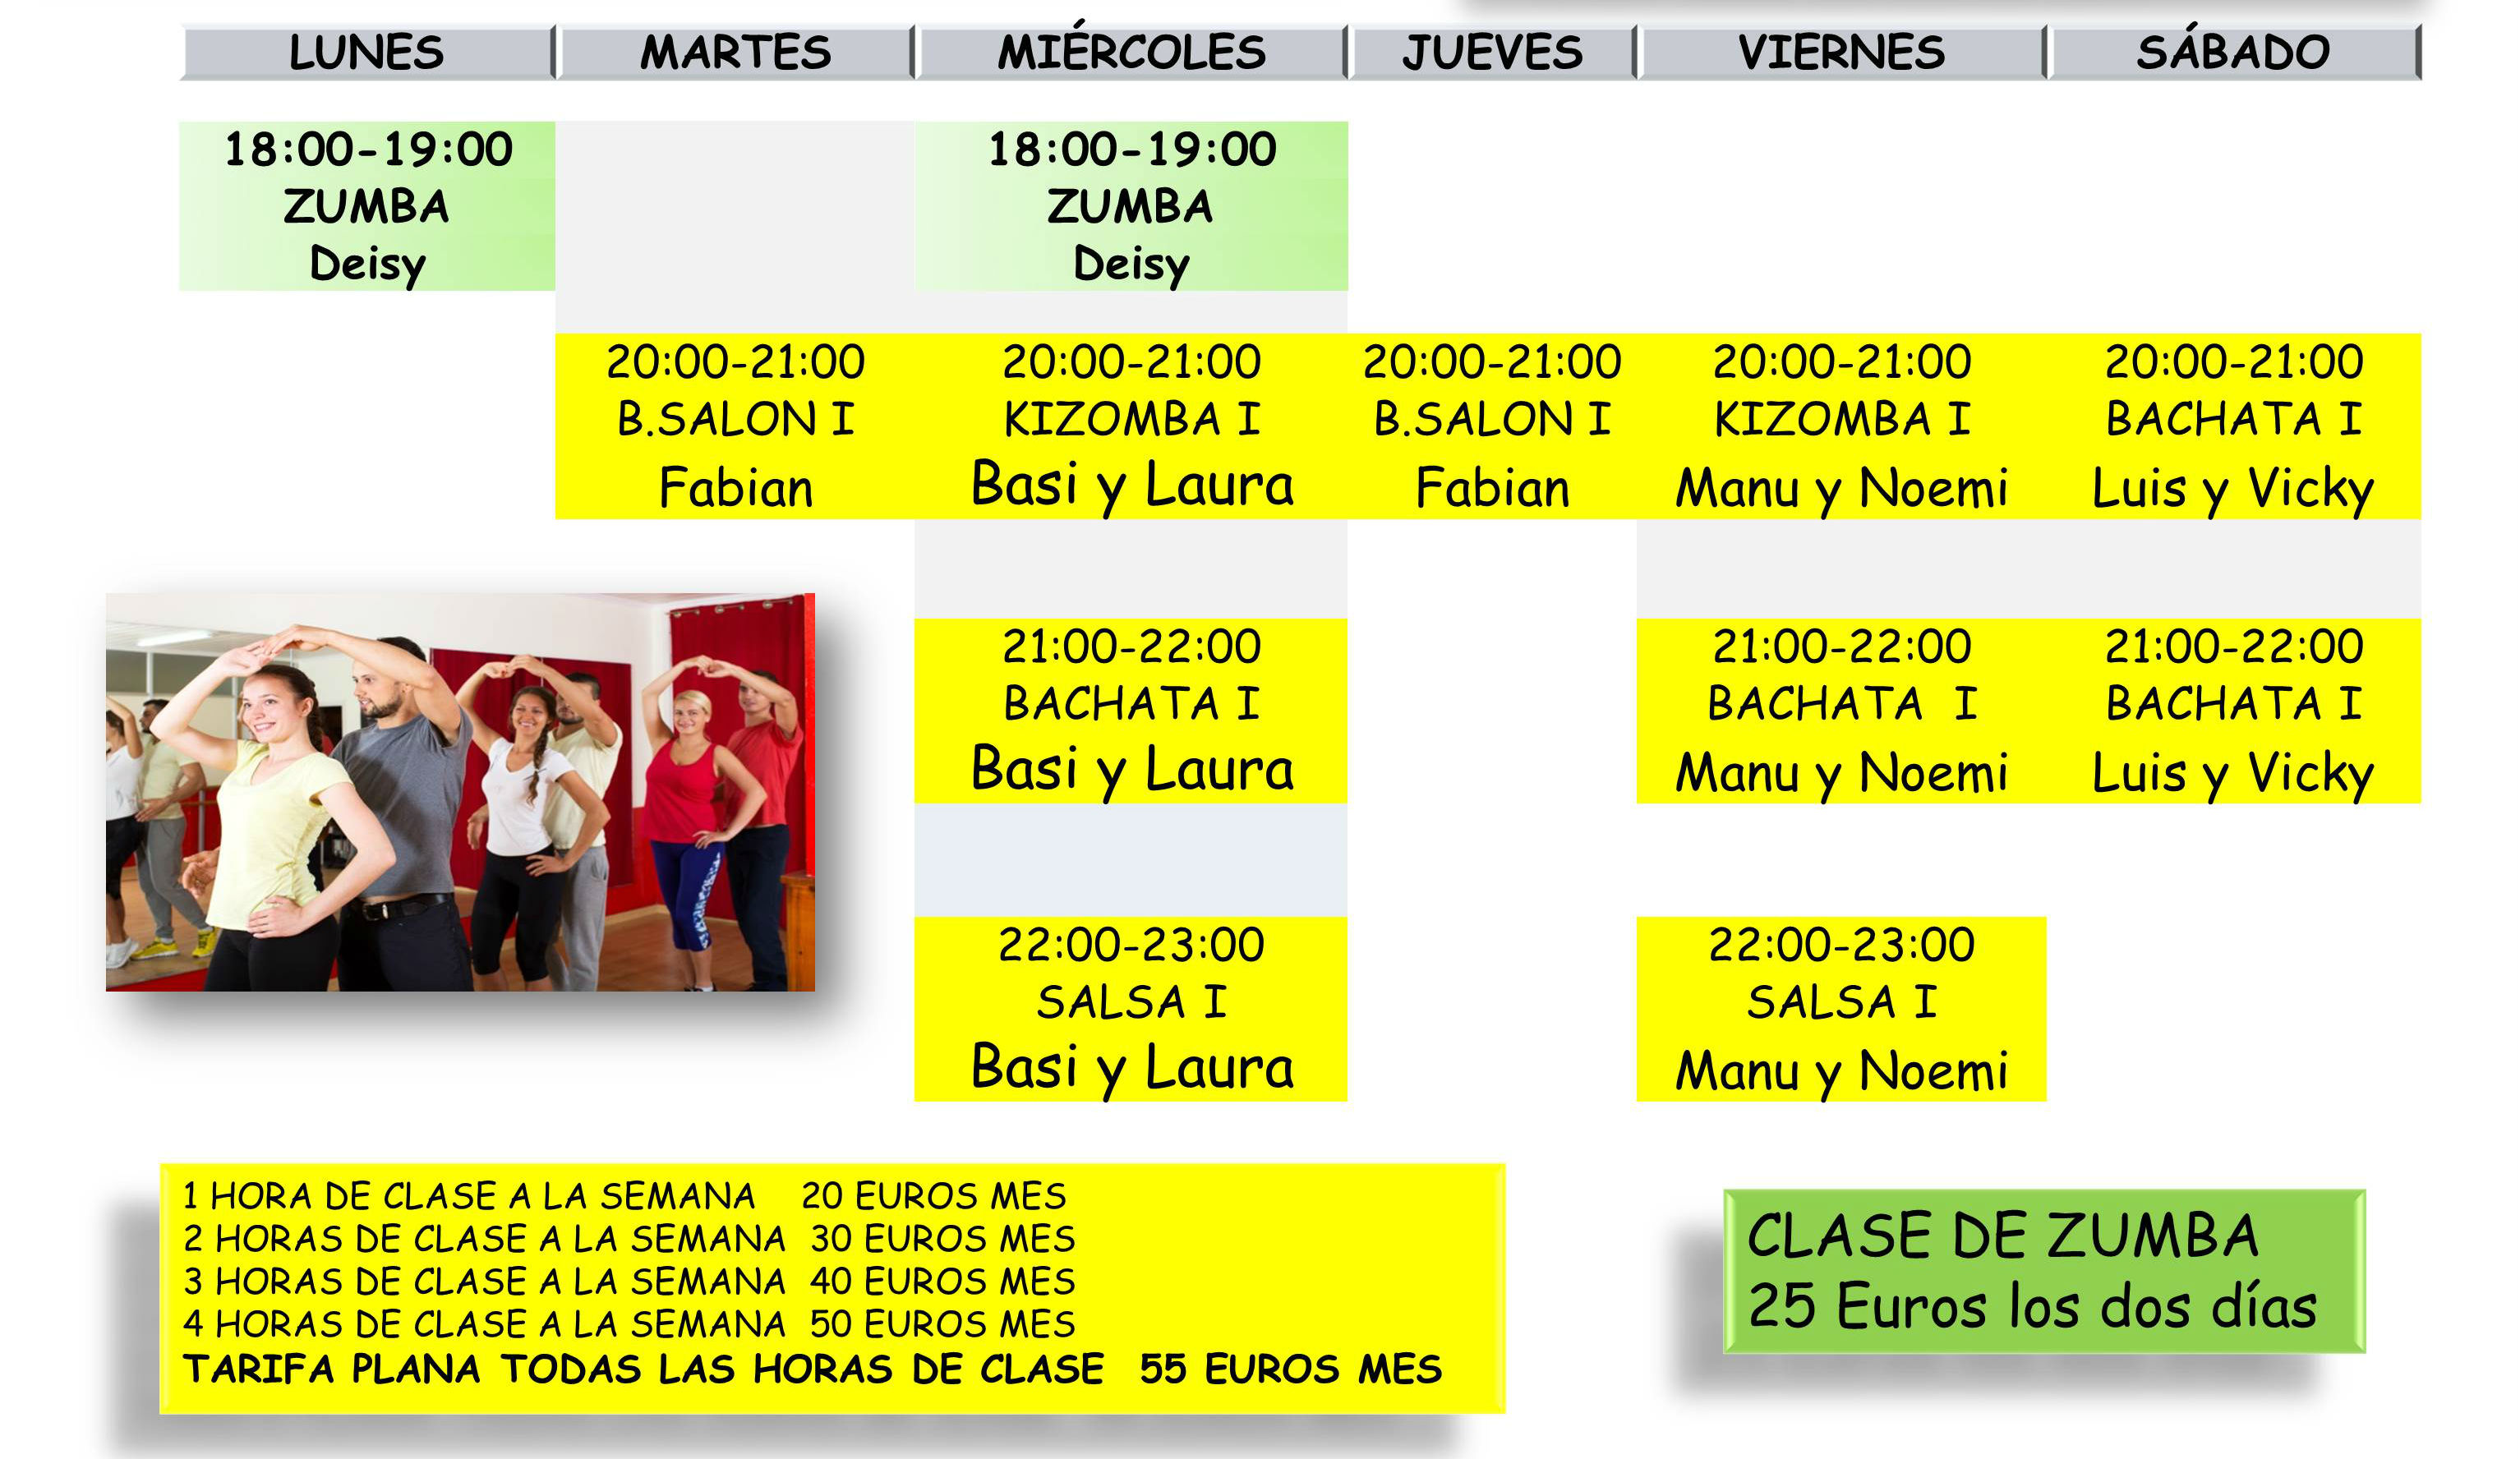 LUNES MARTES MIÉRCOLES JUEVES VIERNES SÁBADO
18:00-19:00 18:00-19:00
ZUMBA ZUMBA
Deisy Deisy
20:00-21:00 20:00-21:00 20:00-21:00 20:00-21:00 20:00-21:00
B.SALON I KIZOMBA I B.SALON I KIZOMBA I BACHATA I
Fabian Basi y Laura Fabian Manu y Noemi Luis y Vicky
21:00-22:00 21:00-22:00 21:00-22:00
BACHATA I BACHATA I BACHATA I
Basi y Laura Manu y Noemi Luis y Vicky
22:00-23:00 22:00-23:00
SALSA I SALSA I
Basi y Laura Manu y Noemi
1 HORA DE CLASE A LA SEMANA 20 EUROS MES
2 HORAS DE CLASE A LA SEMANA 30 EUROS MES
3 HORAS DE CLASE A LA SEMANA 40 EUROS MES
4 HORAS DE CLASE A LA SEMANA 50 EUROS MES
TARIFA PLANA TODAS LAS HORAS DE CLASE 55 EUROS MES
CLASE DE ZUMBA
25 Euros los dos días